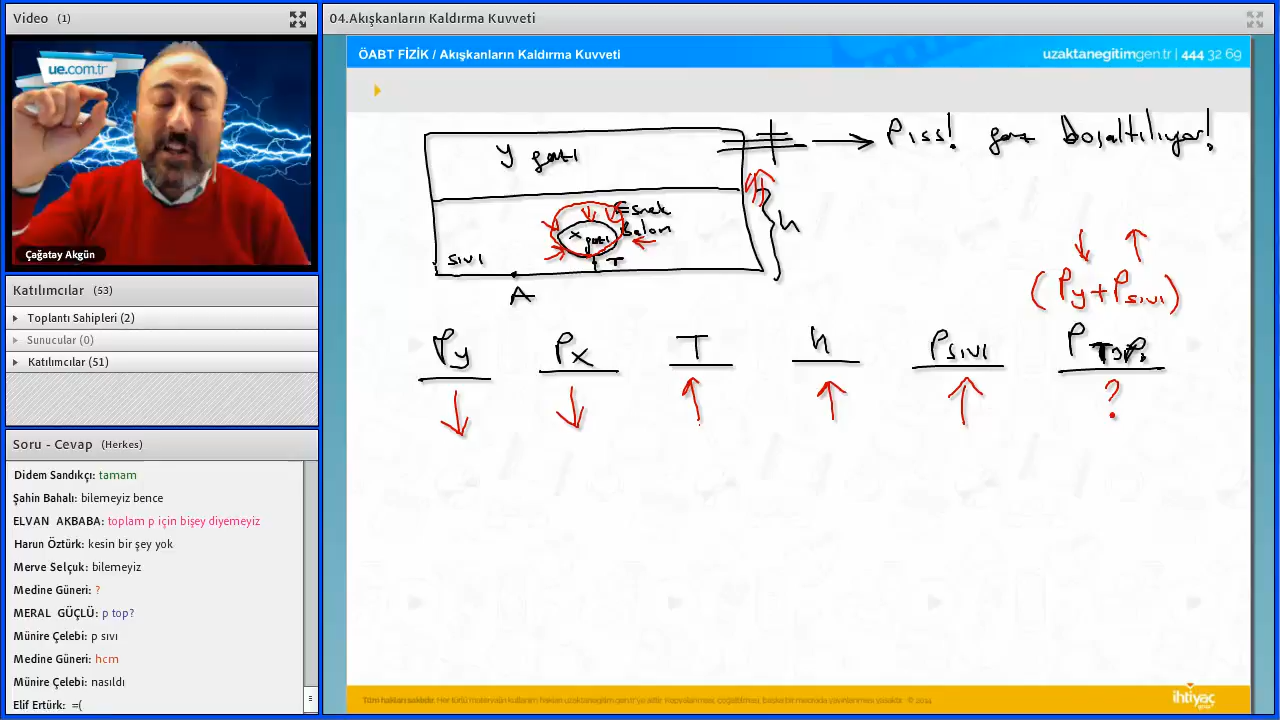 Video (1)
ue.com.tr
Çağatay Akgün
Katılımcılar (53)
Toplantı Sahipleri (2)
Sunucular (0)
Katılımcılar (51)
Soru - Cevap (Herkes)
Didem Sandıkçı: tamam
Şahin Bahalı: bilemeyiz bence
ELVAN AKBABA: toplam p için bişey diyemeyiz
Harun Öztürk: kesin bir şey yok
Merve Selçuk: bilemeyiz
Medine Güneri: ?
MERAL GÜÇLÜ: p top?
Münire Çelebi: p sıvı
Medine Güneri: hcm
Münire Çelebi: nasıldı
Elif Ertürk: =(
04.Akışkanların Kaldırma Kuvveti
ÖABT FİZİK / Akışkanların Kaldırma Kuvveti
uzaktanegitimgen.tr | 444 32 69
Pıss! gaz boşaltılıyor!
y gazı
Esnek
balon
x gazı
h
sıvı
T
A
(Py + Psıvı)
Py Px T h Psıvı PTop
?
ihtiyaç